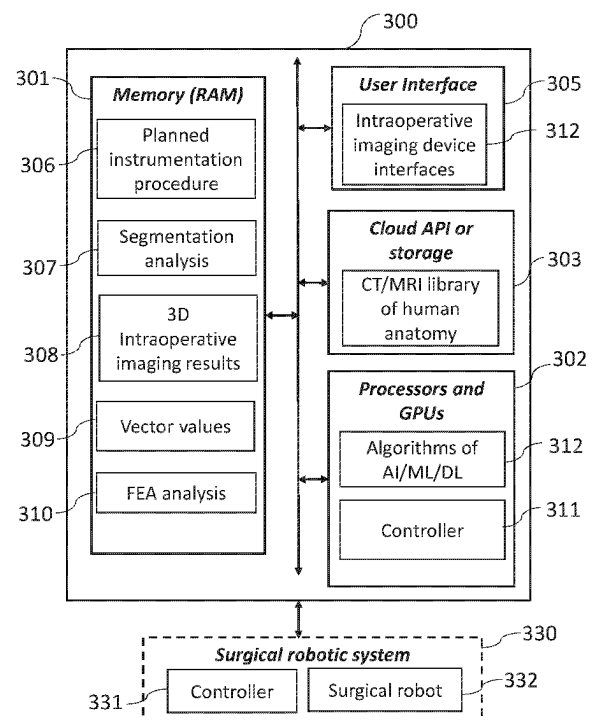 300
301
Memory (RAM)
306
Planned
instrumentation
procedure
307
Segmentation
analysis
308
3D
Intraoperative
imaging results
309
Vector values
310
FEA analysis
User Interface
305
Intraoperative
imaging device
interfaces
312
Cloud API or
storage
303
CT/MRI library
of human
anatomy
302
Processors and
GPUs
Algorithms of
AI/ML/DL
312
Controller
311
330
Surgical robotic system
331
Controller
Surgical robot
332